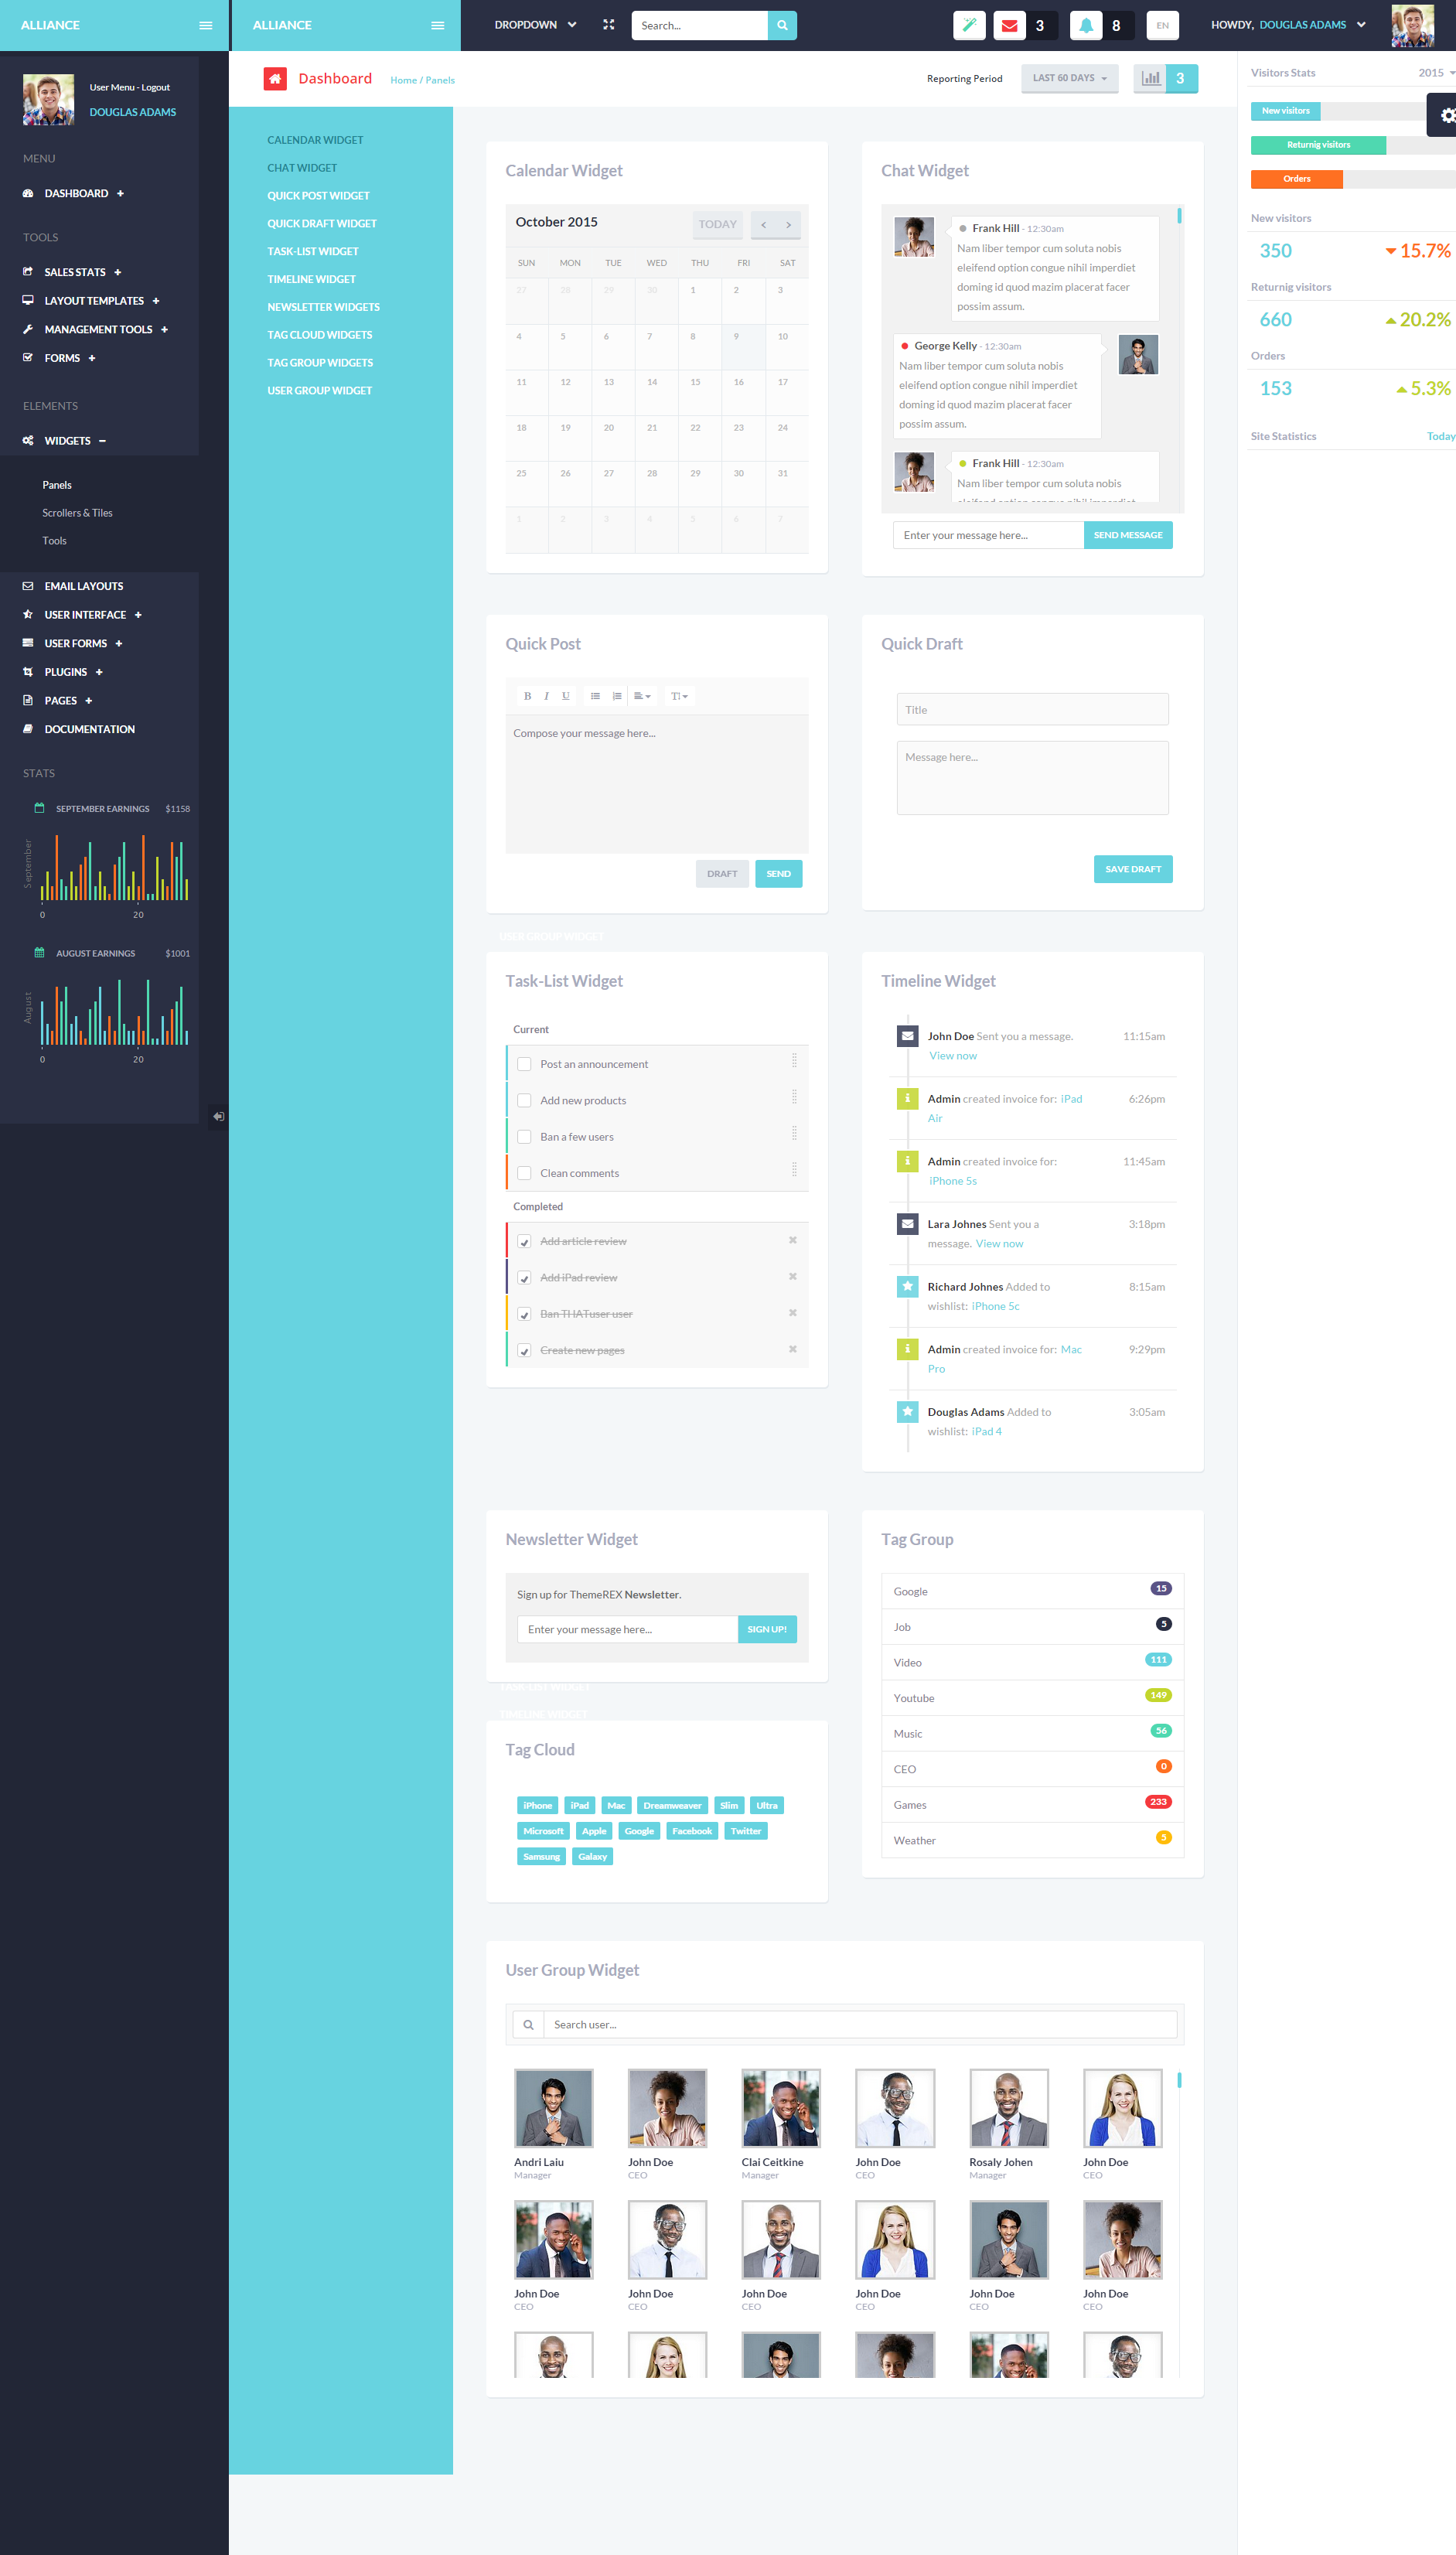 ALLIANCE
ALLIANCE
DROPDOWN
Search...
3
8
EN
HOWDY, DOUGLAS ADAMS
User Menu - Logout
DOUGLAS ADAMS
MENU
DASHBOARD
TOOLS
SALES STATS
LAYOUT TEMPLATES
MANAGEMENT TOOLS
FORMS
ELEMENTS
WIDGETS
Panels
Scrollers & Tiles
Tools
EMAIL LAYOUTS
USER INTERFACE
USER FORMS
PLUGINS
PAGES
DOCUMENTATION
STATS
SEPTEMBER EARNINGS $1158
September
0 20
AUGUST EARNINGS $1001
August
0 20
Dashboard
Home / Panels
Reporting Period
LAST 60 DAYS
3
CALENDAR WIDGET
CHAT WIDGET
QUICK POST WIDGET
QUICK DRAFT WIDGET
TASK-LIST WIDGET
TIMELINE WIDGET
NEWSLETTER WIDGETS
TAG CLOUD WIDGETS
TAG GROUP WIDGETS
USER GROUP WIDGET
Calendar Widget
October 2015
TODAY
SUN MON TUE WED THU FRI SAT
27 28 29 30 1 2 3
4 5 6 7 8 9 10
11 12 13 14 15 16 17
18 19 20 21 22 23 24
25 26 27 28 29 30 31
1 2 3 4 5 6 7
Chat Widget
Frank Hill - 12:30am
Nam liber tempor cum soluta nobis
eleifend option congue nihil imperdiet
doming id quod mazim placerat facer
possim assum.
George Kelly - 12:30am
Nam liber tempor cum soluta nobis
eleifend option congue nihil imperdiet
doming id quod mazim placerat facer
possim assum.
Frank Hill - 12:30am
Nam liber tempor cum soluta nobis
eleifend option congue nihil imperdiet
Enter your message here...
SEND MESSAGE
Quick Post
B I U
T!
Compose your message here...
DRAFT
SEND
Quick Draft
Title
Message here...
SAVE DRAFT
USER GROUP WIDGET
Task-List Widget
Current
Post an announcement
Add new products
Ban a few users
Clean comments
Completed
Add article review
Add iPad review
Ban THATuser user
Create new pages
Timeline Widget
John Doe Sent you a message. 11:15am
View now
Admin created invoice for: iPad 6:26pm
Air
Admin created invoice for: 11:45am
iPhone 5s
Lara Johnes Sent you a 3:18pm
message. View now
Richard Johnes Added to 8:15am
wishlist: iPhone 5c
Admin created invoice for: Mac 9:29pm
Pro
Douglas Adams Added to 3:05am
wishlist: iPad 4
Newsletter Widget
Sign up for ThemeREX Newsletter.
Enter your message here...
SIGN UP!
TASK-LIST WIDGET
TIMELINE WIDGET
Tag Cloud
iPhone iPad Mac Dreamweaver Slim Ultra
Microsoft Apple Google Facebook Twitter
Samsung Galaxy
Tag Group
Google 15
Job 5
Video 111
Youtube 149
Music 56
CEO 0
Games 233
Weather 5
User Group Widget
Search user...
Andri Laiu John Doe Clai Ceitkine John Doe Rosaly Johen John Doe
Manager CEO Manager CEO Manager CEO
John Doe John Doe John Doe John Doe John Doe John Doe
CEO CEO CEO CEO CEO CEO
Visitors Stats 2015
New visitors
Returnig visitors
Orders
New visitors
350 15.7%
Returnig visitors
660 20.2%
Orders
153 5.3%
Site Statistics Today